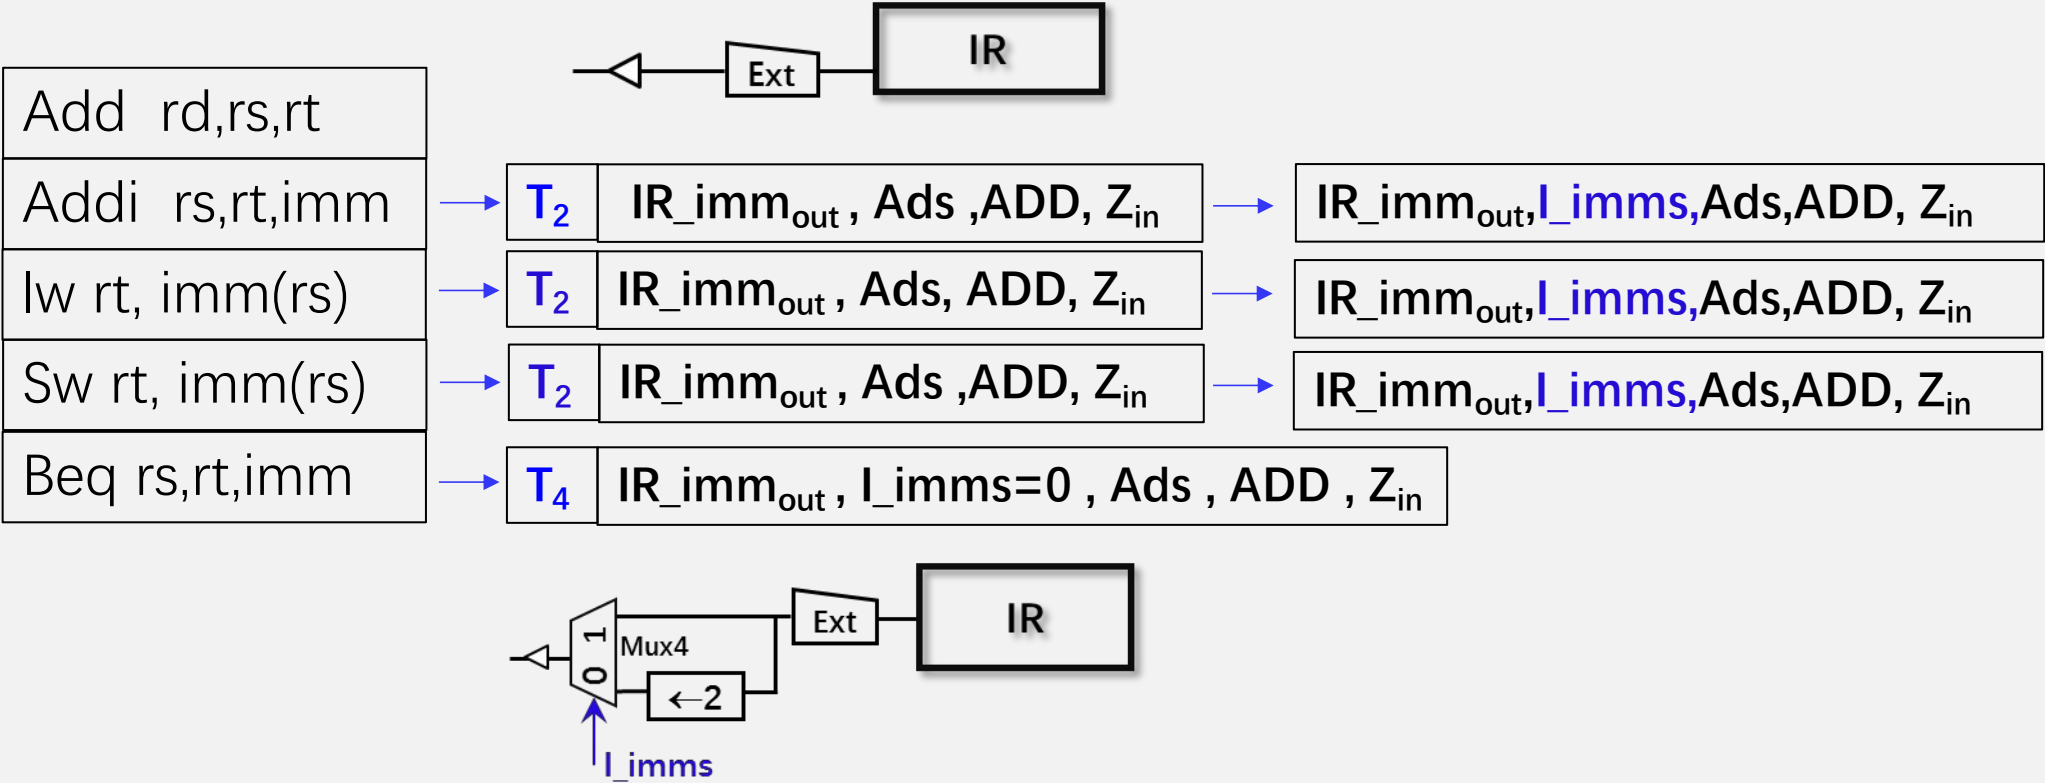 IR
Ext
Add rd,rs,rt
Addi rs,rt,imm
T2 IR_immout , Ads ,ADD, Zin
IR_immout,I_imms,Ads,ADD, Zin
lw rt, imm(rs)
T2 IR_immout , Ads, ADD, Zin
IR_immout,I_imms,Ads,ADD, Zin
Sw rt, imm(rs)
T2 IR_immout , Ads ,ADD, Zin
IR_immout,I_imms,Ads,ADD, Zin
Beq rs,rt,imm
T4 IR_immout , I_imms=0 , Ads , ADD , Zin
IR
Ext
1
Mux4
0
←2
I_imms